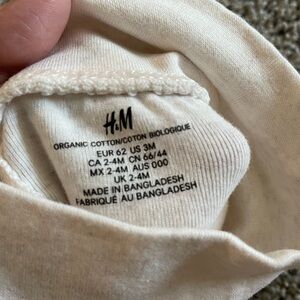 H&M
ORGANIC COTTON/COTON BIOLOGIQUE
EUR 62 US 3M
CA 2-4M CN 66/44
MX 2-4M AUS 000
UK 2-4M
MADE IN BANGLADESH
FABRIQUÉ AU BANGLADESH